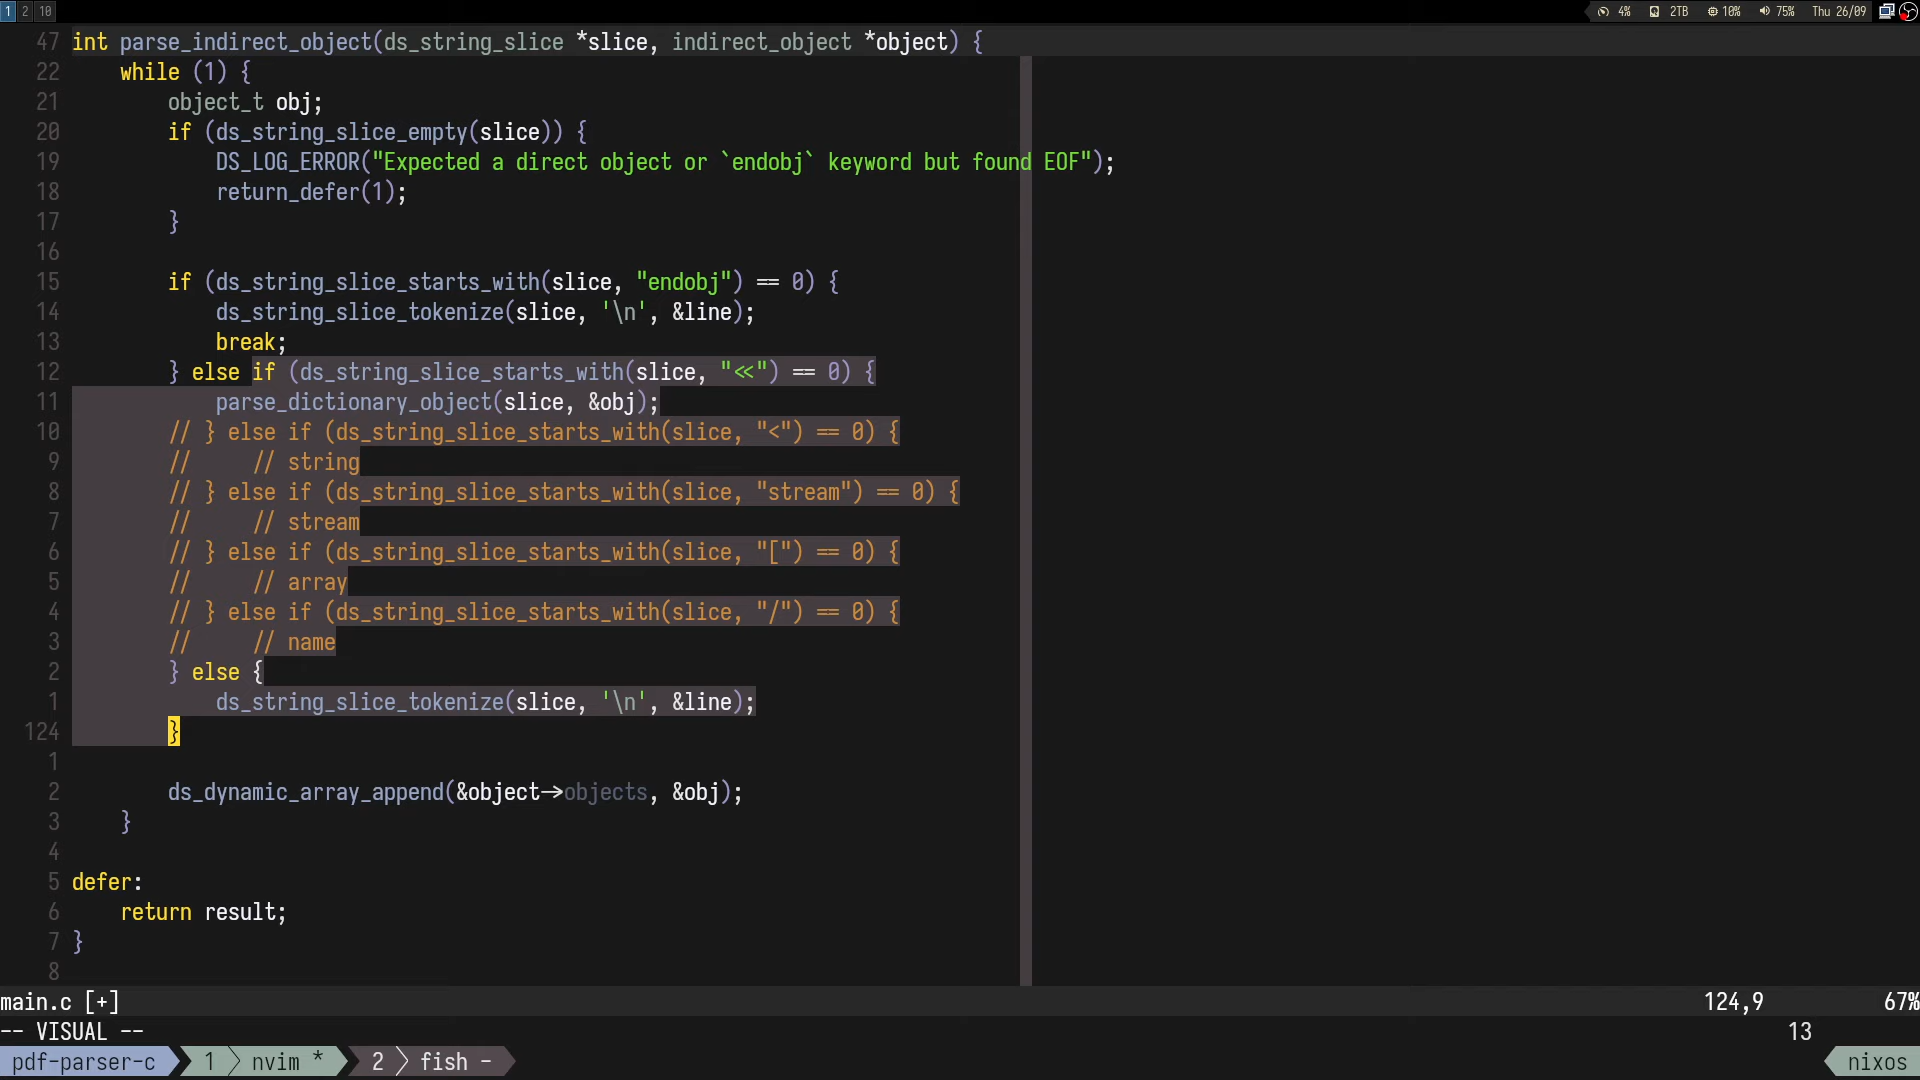 1 2 10 4% 2TB 10% 75% Thu 26/09
47 int parse_indirect_object(ds_string_slice *slice, indirect_object *object) {
22     while (1) {
21         object_t obj;
20         if (ds_string_slice_empty(slice)) {
19             DS_LOG_ERROR("Expected a direct object or `endobj` keyword but found EOF");
18             return_defer(1);
17         }
16
15         if (ds_string_slice_starts_with(slice, "endobj") == 0) {
14             ds_string_slice_tokenize(slice, '\n', &line);
13             break;
12         } else if (ds_string_slice_starts_with(slice, "<<") == 0) {
11             parse_dictionary_object(slice, &obj);
10         // } else if (ds_string_slice_starts_with(slice, "<") == 0) {
9         //     // string
8         // } else if (ds_string_slice_starts_with(slice, "stream") == 0) {
7         //     // stream
6         // } else if (ds_string_slice_starts_with(slice, "[") == 0) {
5         //     // array
4         // } else if (ds_string_slice_starts_with(slice, "/") == 0) {
3         //     // name
2         } else {
1             ds_string_slice_tokenize(slice, '\n', &line);
124         }
1
2         ds_dynamic_array_append(&object->objects, &obj);
3     }
4
5 defer:
6     return result;
7 }
8
main.c [+] 124,9 67%
-- VISUAL -- 13
pdf-parser-c 1 nvim * 2 fish - nixos